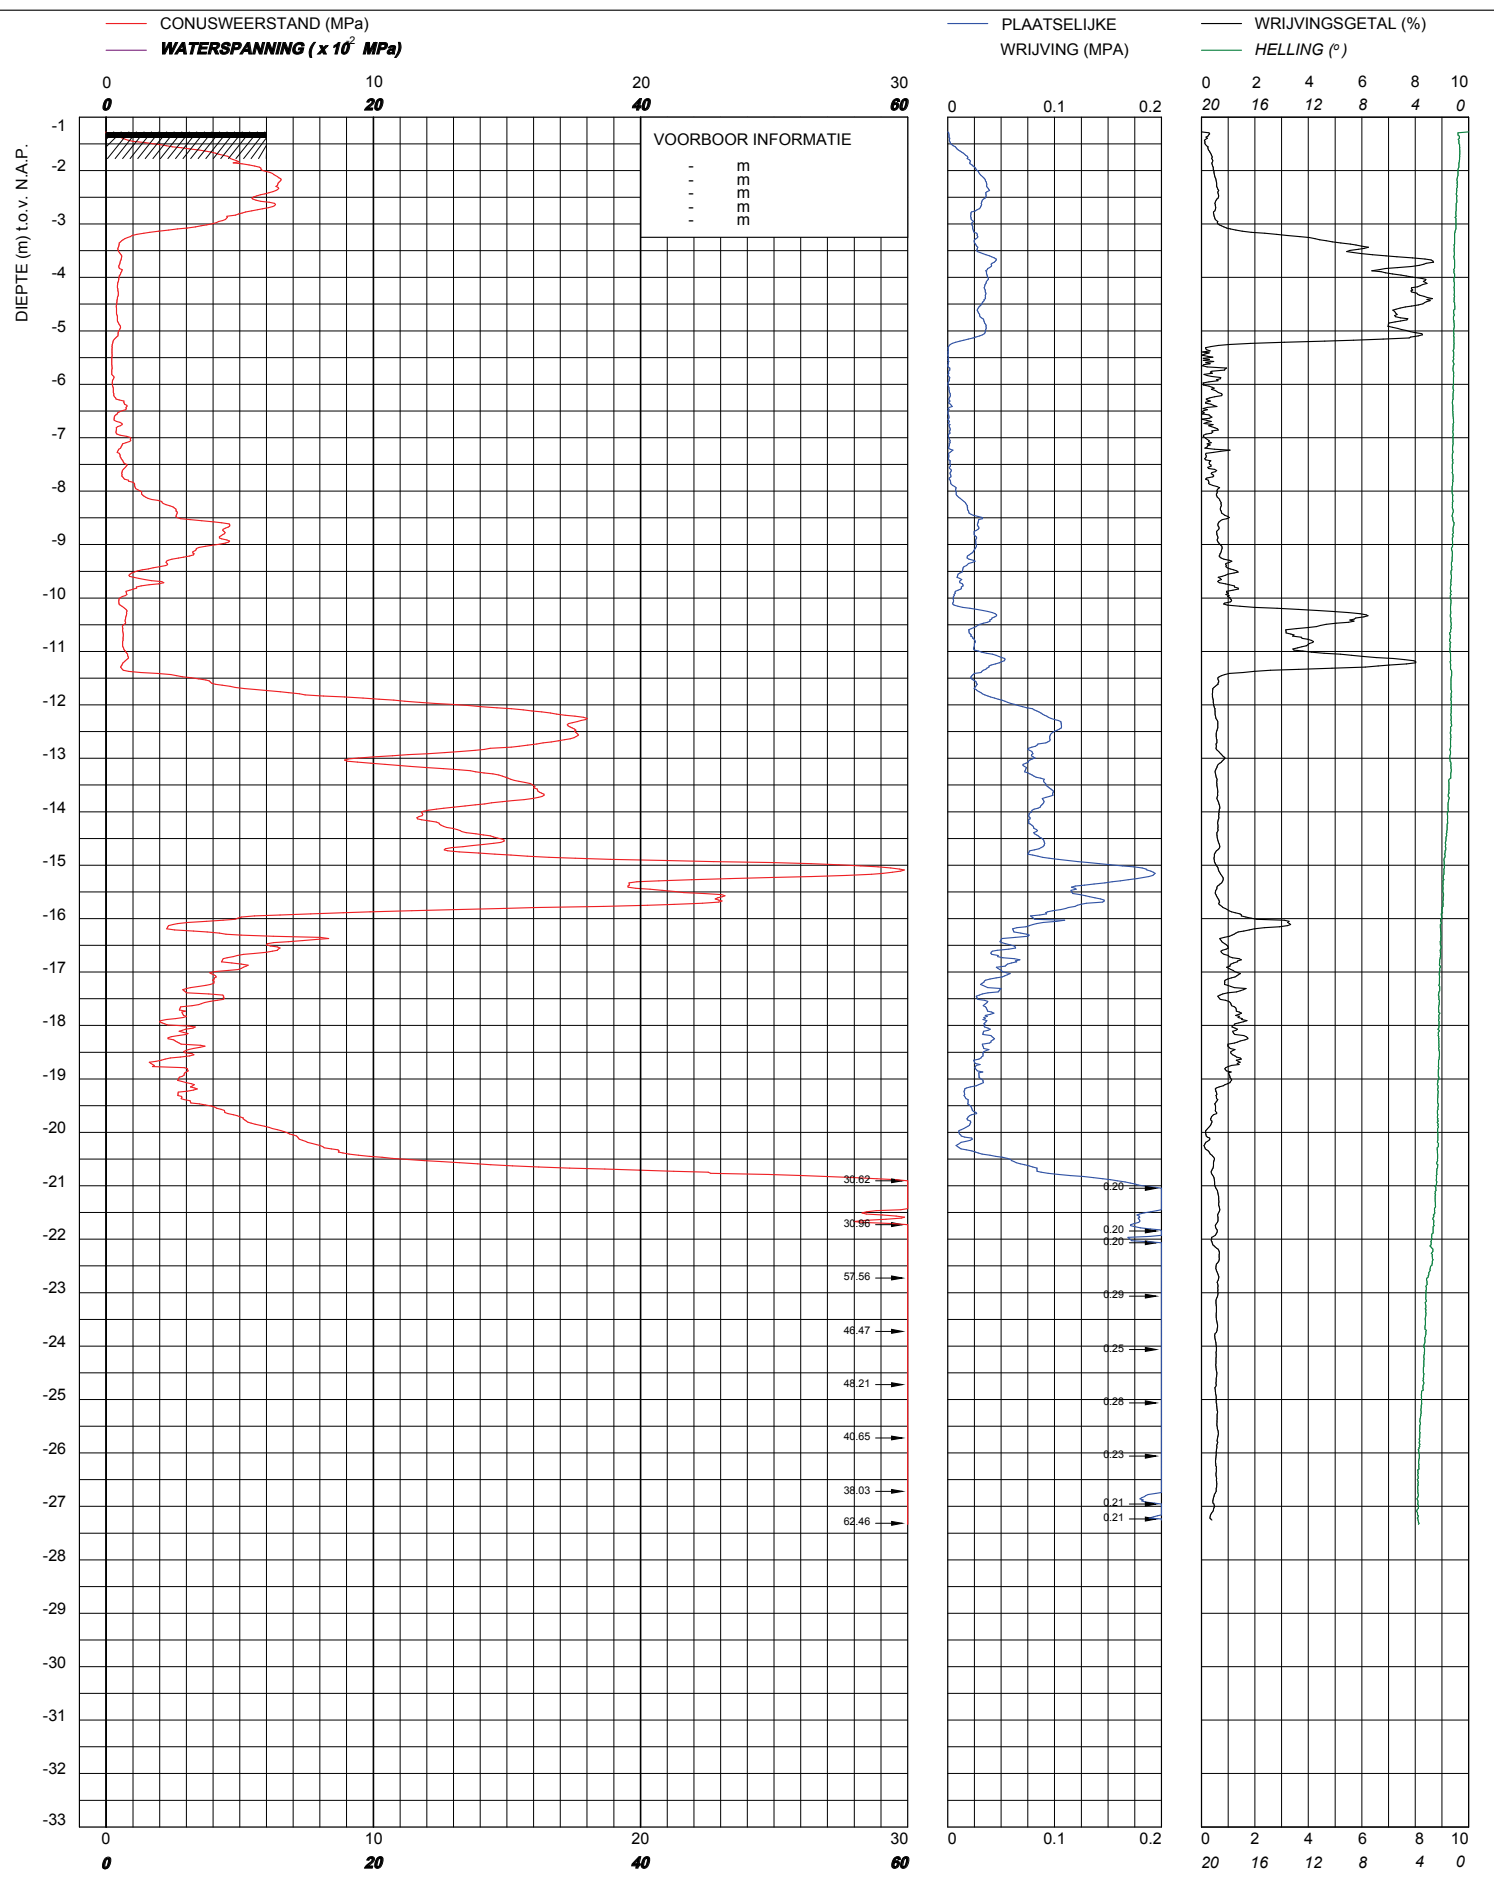 CONUSWEERSTAND (MPa)
WATERSPANNING ( x 10² MPa)
PLAATSELIJKE
WRIJVING (MPA)
WRIJVINGSGETAL (%)
HELLING (º)
0 10 20 30
0 20 40 60
0 0.1 0.2
0 2 4 6 8 10
20 16 12 8 4 0
DIEPTE (m) t.o.v. N.A.P.
VOORBOOR INFORMATIE
- m
- m
- m
- m
- m
-1
-2
-3
-4
-5
-6
-7
-8
-9
-10
-11
-12
-13
-14
-15
-16
-17
-18
-19
-20
-21
-22
-23
-24
-25
-26
-27
-28
-29
-30
-31
-32
-33
30.62
30.96
57.56
46.47
48.21
40.65
38.03
62.46
0.20
0.20
0.20
0.29
0.25
0.28
0.23
0.21
0.21
0 10 20 30
0 20 40 60
0 0.1 0.2
0 2 4 6 8 10
20 16 12 8 4 0